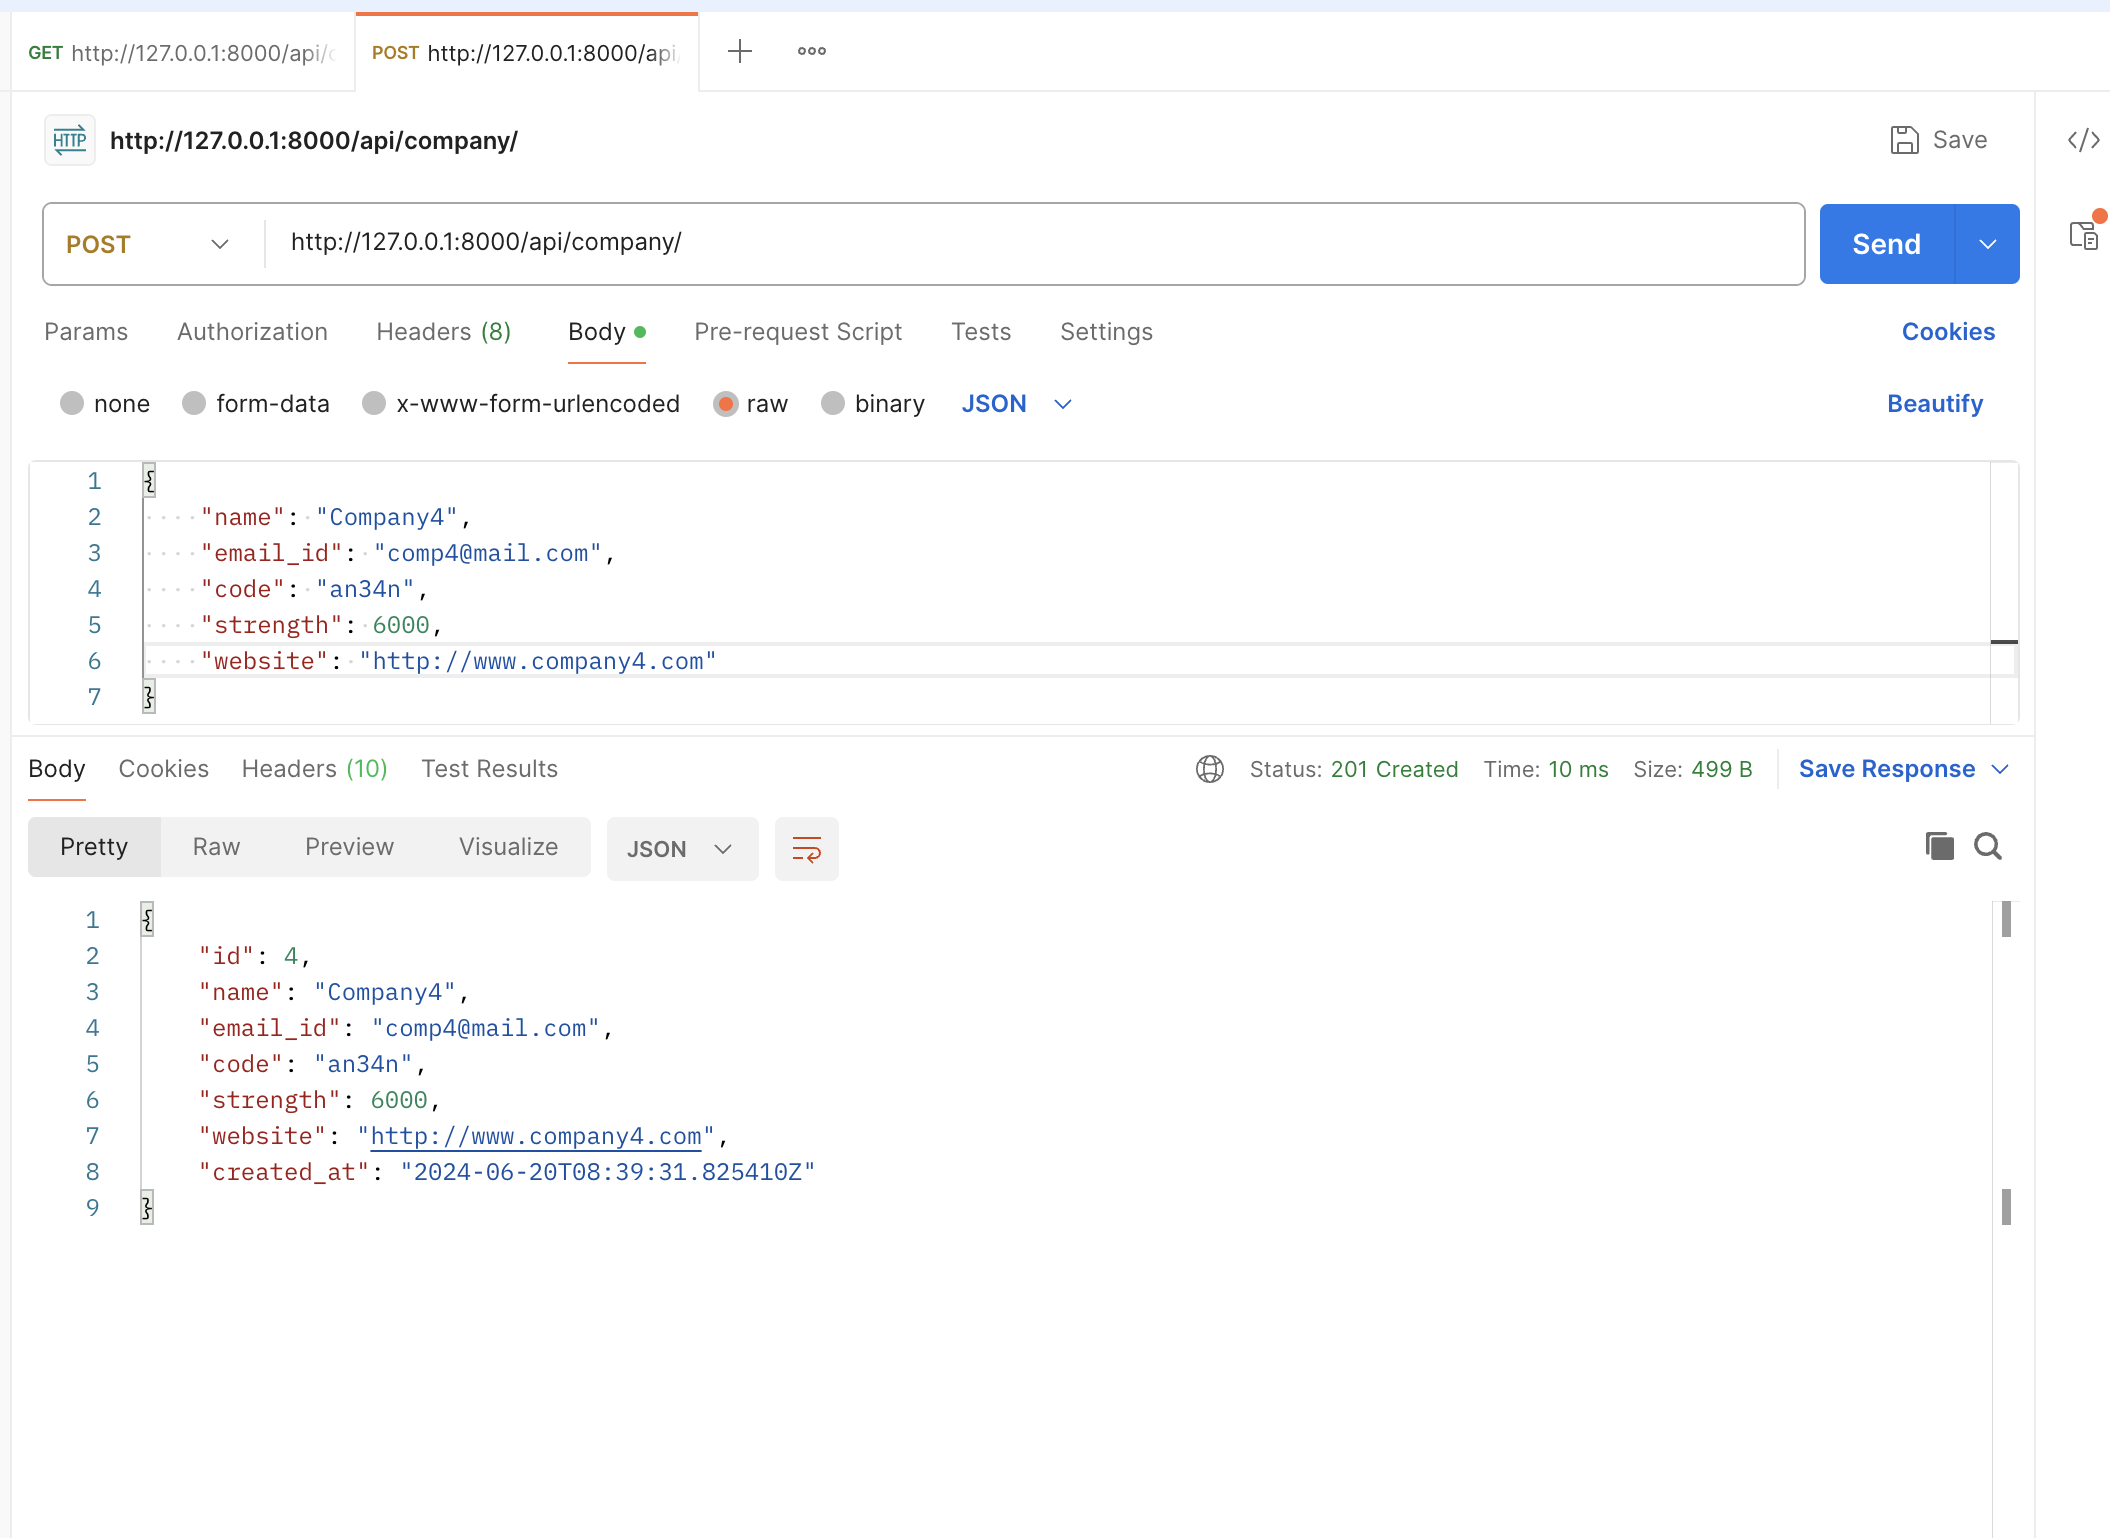 GET http://127.0.0.1:8000/api/c
POST http://127.0.0.1:8000/api/
HTTP http://127.0.0.1:8000/api/company/
Save
POST http://127.0.0.1:8000/api/company/
Send
Params Authorization Headers (8) Body Pre-request Script Tests Settings Cookies
none form-data x-www-form-urlencoded raw binary JSON Beautify
1 {
2 "name": "Company4",
3 "email_id": "comp4@mail.com",
4 "code": "an34n",
5 "strength": 6000,
6 "website": "http://www.company4.com"
7 }
Body Cookies Headers (10) Test Results Status: 201 Created Time: 10 ms Size: 499 B Save Response
Pretty Raw Preview Visualize JSON
1 {
2 "id": 4,
3 "name": "Company4",
4 "email_id": "comp4@mail.com",
5 "code": "an34n",
6 "strength": 6000,
7 "website": "http://www.company4.com",
8 "created_at": "2024-06-20T08:39:31.825410Z"
9 }